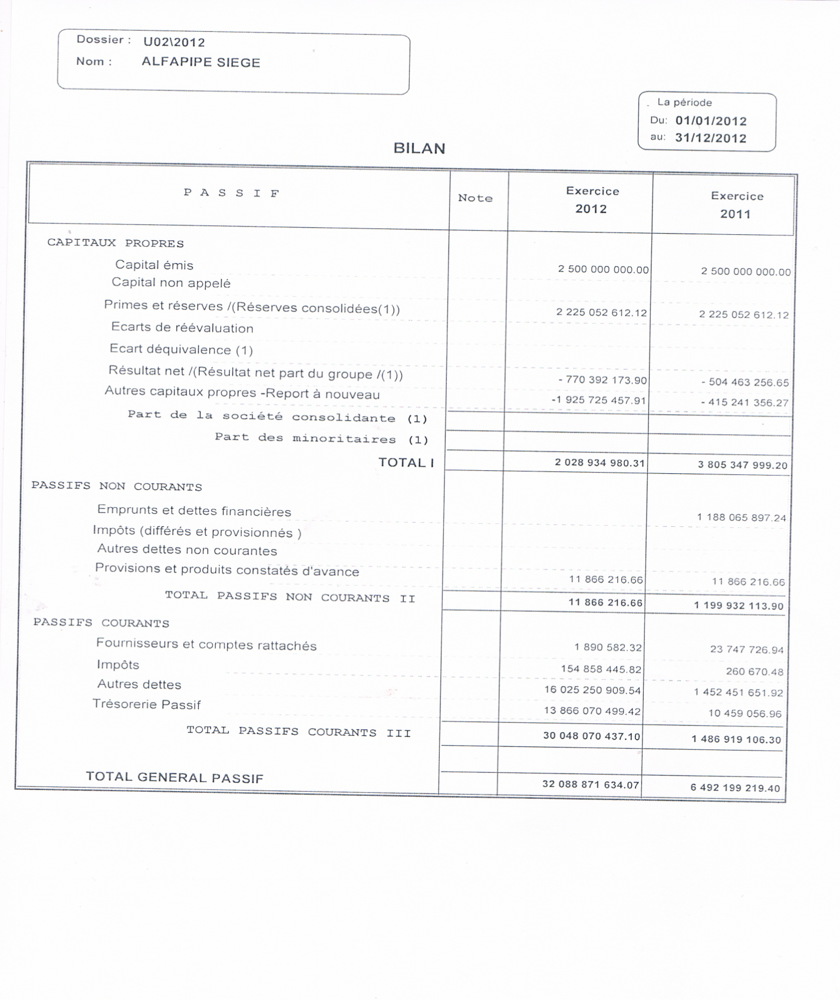 Dossier : U02\2012
Nom : ALFAPIPE SIEGE
La période
Du: 01/01/2012
au: 31/12/2012
BILAN
P A S S I F Note Exercice 2012 Exercice 2011
CAPITAUX PROPRES
Capital émis 2 500 000 000.00 2 500 000 000.00
Capital non appelé
Primes et réserves /(Réserves consolidées(1)) 2 225 052 612.12 2 225 052 612.12
Ecarts de réévaluation
Ecart déquivalence (1)
Résultat net /(Résultat net part du groupe /(1)) - 770 392 173.90 - 504 463 256.65
Autres capitaux propres -Report à nouveau -1 925 725 457.91 - 415 241 356.27
Part de la société consolidante (1)
Part des minoritaires (1)
TOTAL I 2 028 934 980.31 3 805 347 999.20
PASSIFS NON COURANTS
Emprunts et dettes financières 1 188 065 897.24
Impôts (différés et provisionnés )
Autres dettes non courantes
Provisions et produits constatés d'avance 11 866 216.66 11 866 216.66
TOTAL PASSIFS NON COURANTS II 11 866 216.66 1 199 932 113.90
PASSIFS COURANTS
Fournisseurs et comptes rattachés 1 890 582.32 23 747 726.94
Impôts 154 858 445.82 260 670.48
Autres dettes 16 025 250 909.54 1 452 451 651.92
Trésorerie Passif 13 866 070 499.42 10 459 056.96
TOTAL PASSIFS COURANTS III 30 048 070 437.10 1 486 919 106.30
TOTAL GENERAL PASSIF 32 088 871 634.07 6 492 199 219.40